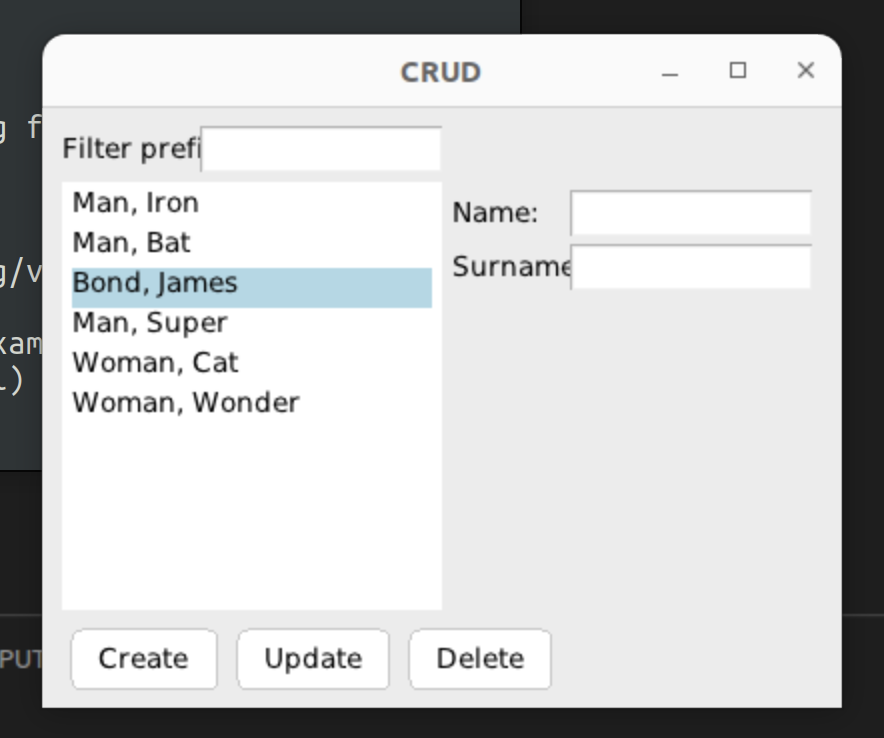 CRUD
g f
Filter prefi
Man, Iron
Man, Bat
Bond, James
Man, Super
Woman, Cat
Woman, Wonder
Name:
Surname
g/v
xam
)
PUT
Create Update Delete